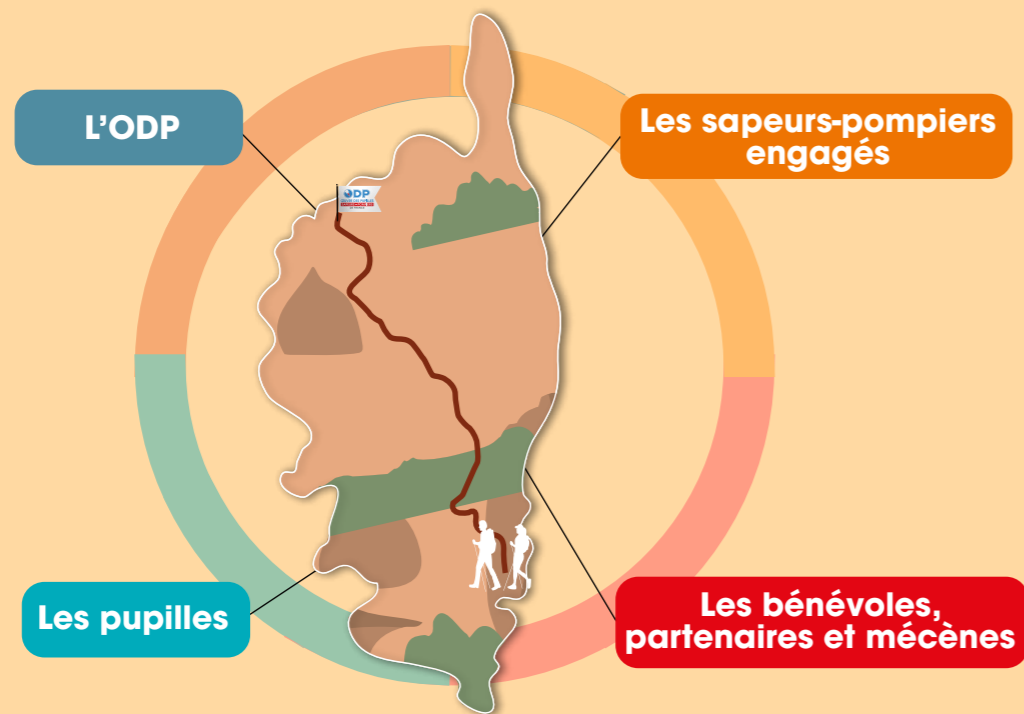 L'ODP
Les sapeurs-pompiers
engagés
ODP
Les pupilles
Les bénévoles,
partenaires et mécènes